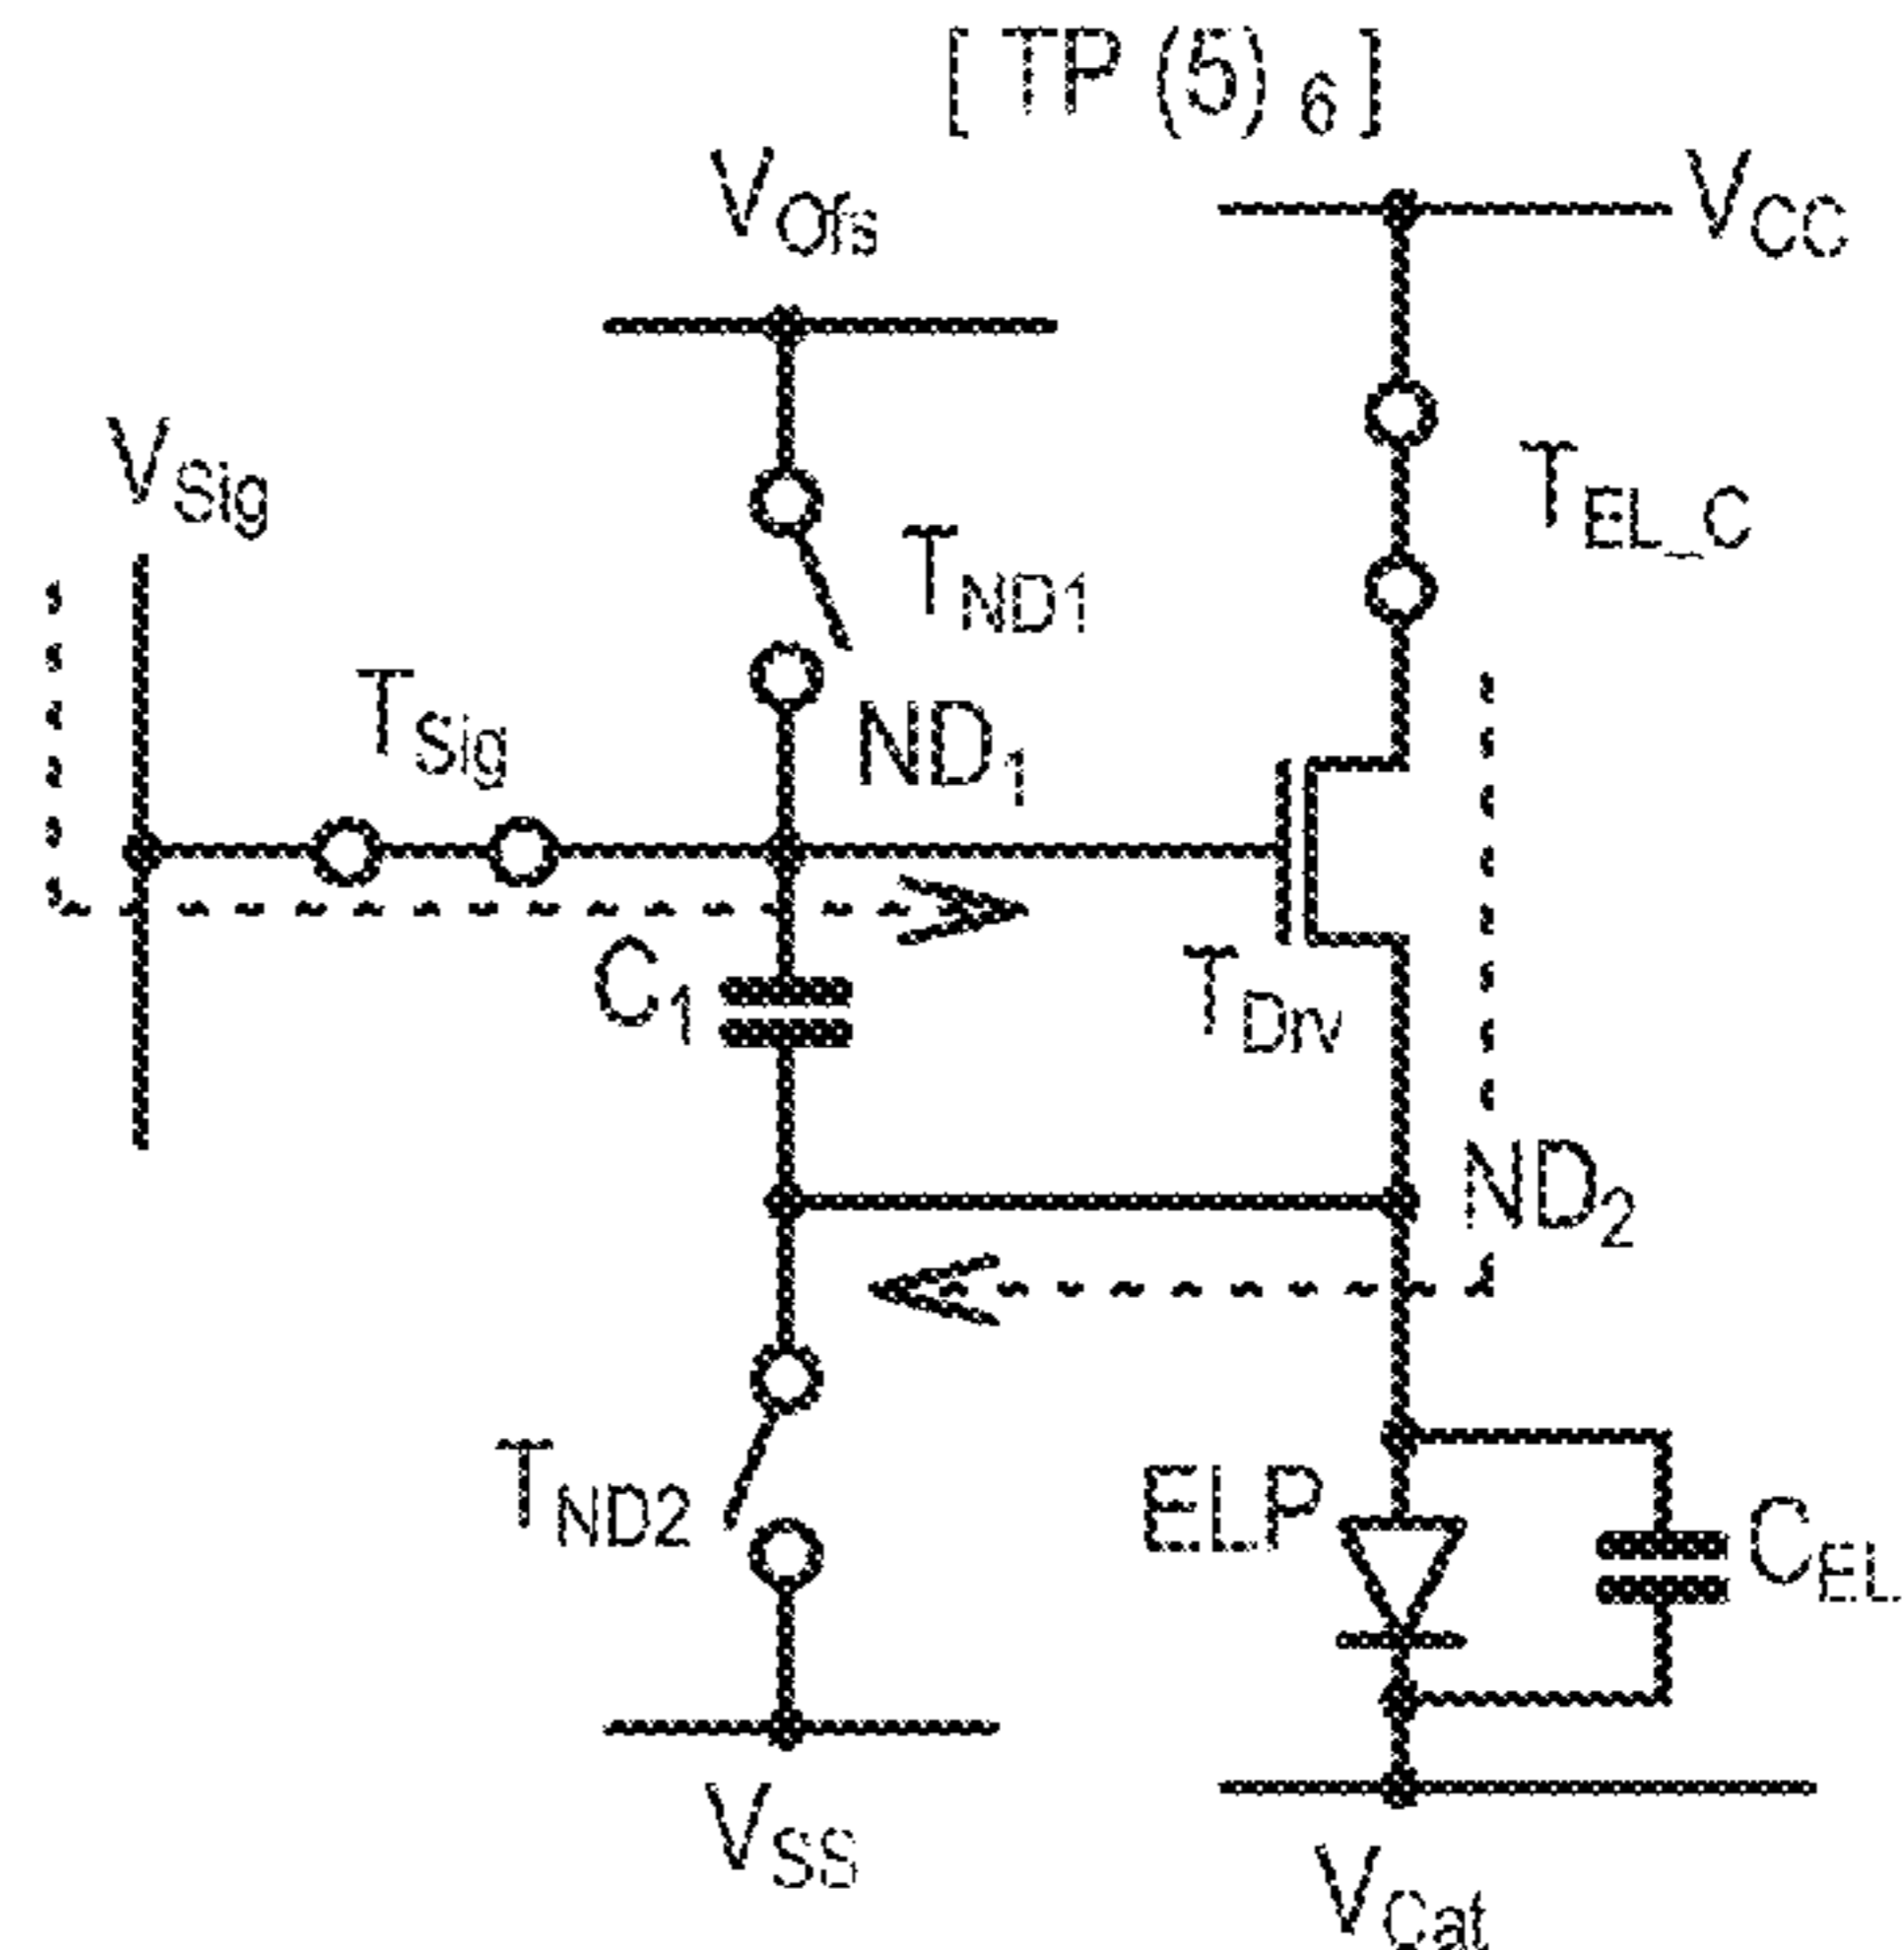 [ TP (5) 6 ]
VOfs
VCC
VSig
TEL_C
TND1
TSig
ND1
C1
TDrv
ND2
TND2
ELP
CEL
VSS
VCat